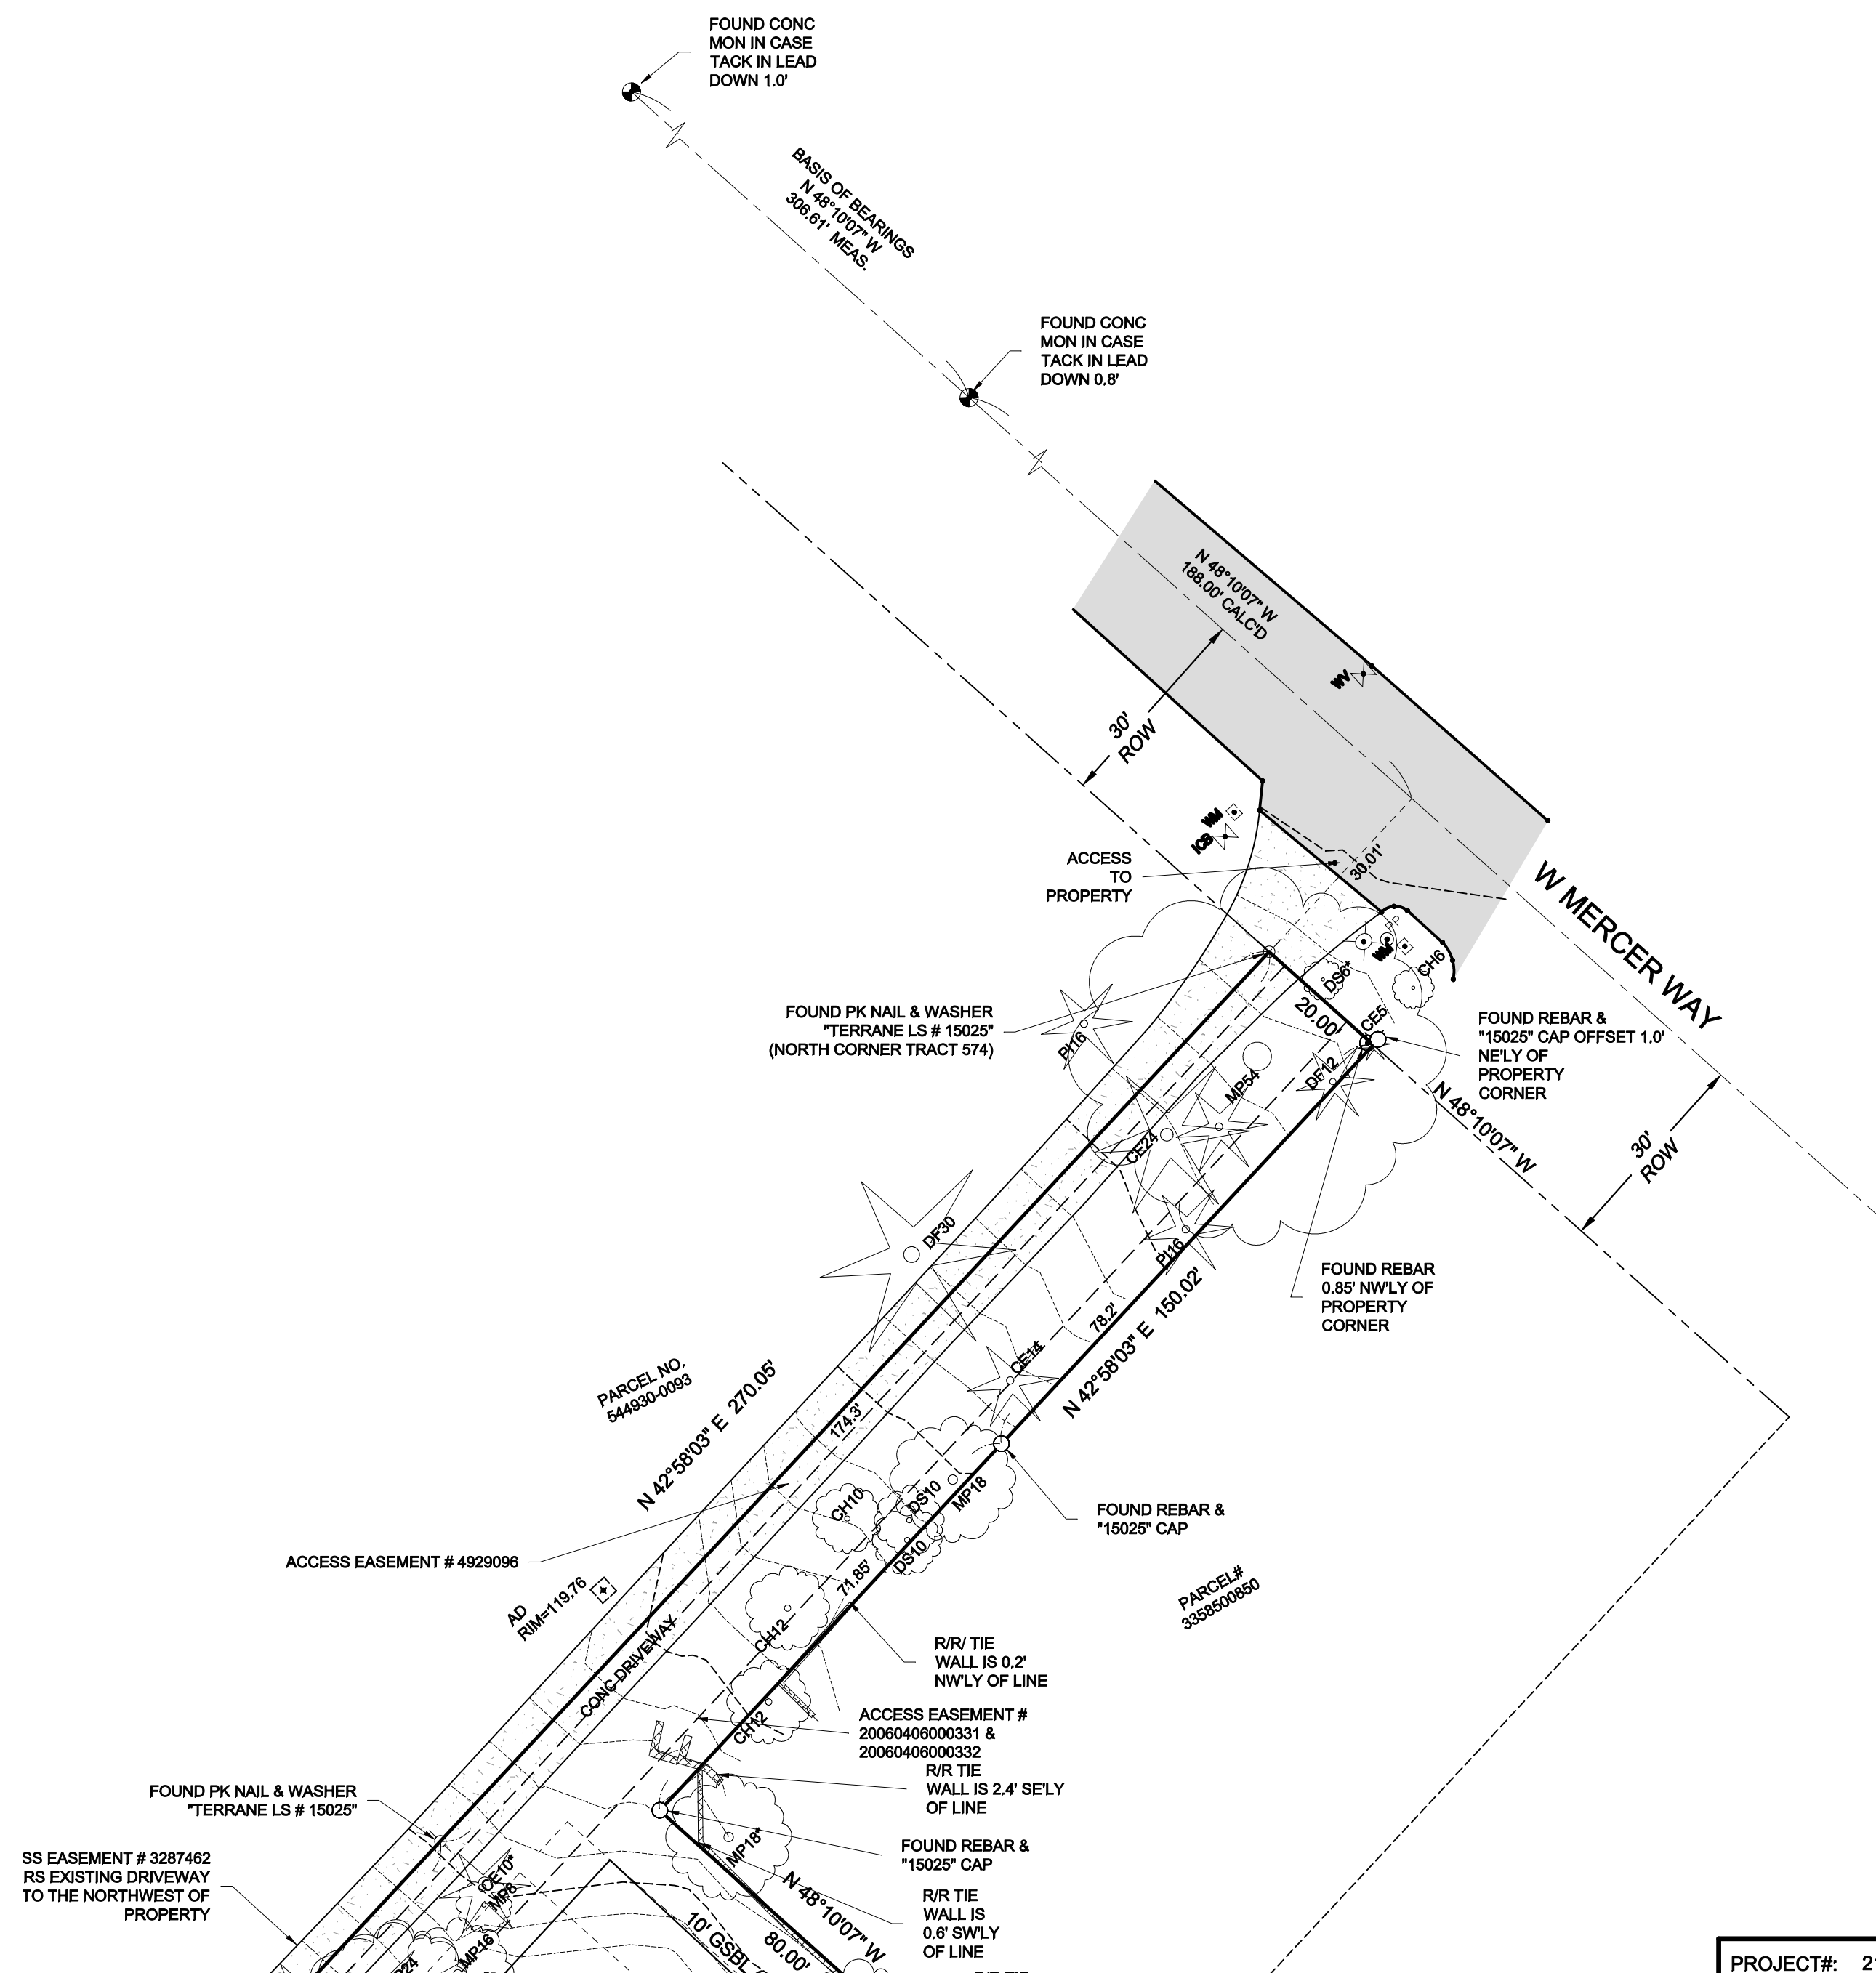 FOUND CONC
MON IN CASE
TACK IN LEAD
DOWN 1.0'
BASIS OF BEARINGS
N 48°10'07" W
306.61' MEAS.
FOUND CONC
MON IN CASE
TACK IN LEAD
DOWN 0.8'
N 48°10'07" W
188.00' CALC'D
WV
30'
ROW
WM
ICB
ACCESS
TO
PROPERTY
30.01'
W MERCER WAY
WM
PP
CH6
DS6*
20.00'
CE5
FOUND PK NAIL & WASHER
"TERRANE LS # 15025"
(NORTH CORNER TRACT 574)
PI16
FOUND REBAR &
"15025" CAP OFFSET 1.0'
NE'LY OF
PROPERTY
CORNER
DF12
MP54
N 48°10'07" W
30'
ROW
CE24
DF30
PI16
FOUND REBAR
0.85' NW'LY OF
PROPERTY
CORNER
78.2'
N 42°58'03" E 150.02'
CE14
PARCEL NO.
544930-0093
N 42°58'03" E 270.05'
174.3'
CH10
DS10
MP18
DS10
FOUND REBAR &
"15025" CAP
ACCESS EASEMENT # 4929096
71.85'
PARCEL#
3358500850
AD
RIM=119.76
CH12
CONC DRIVEWAY
R/R/ TIE
WALL IS 0.2'
NW'LY OF LINE
CH12
ACCESS EASEMENT #
20060406000331 &
20060406000332
R/R TIE
WALL IS 2.4' SE'LY
OF LINE
FOUND PK NAIL & WASHER
"TERRANE LS # 15025"
FOUND REBAR &
"15025" CAP
MP18*
SS EASEMENT # 3287462
RS EXISTING DRIVEWAY
TO THE NORTHWEST OF
PROPERTY
CE10*
MP8
N 48°10'07" W
80.00'
R/R TIE
WALL IS
0.6' SW'LY
OF LINE
10' GSBL
MP16
PROJECT#: